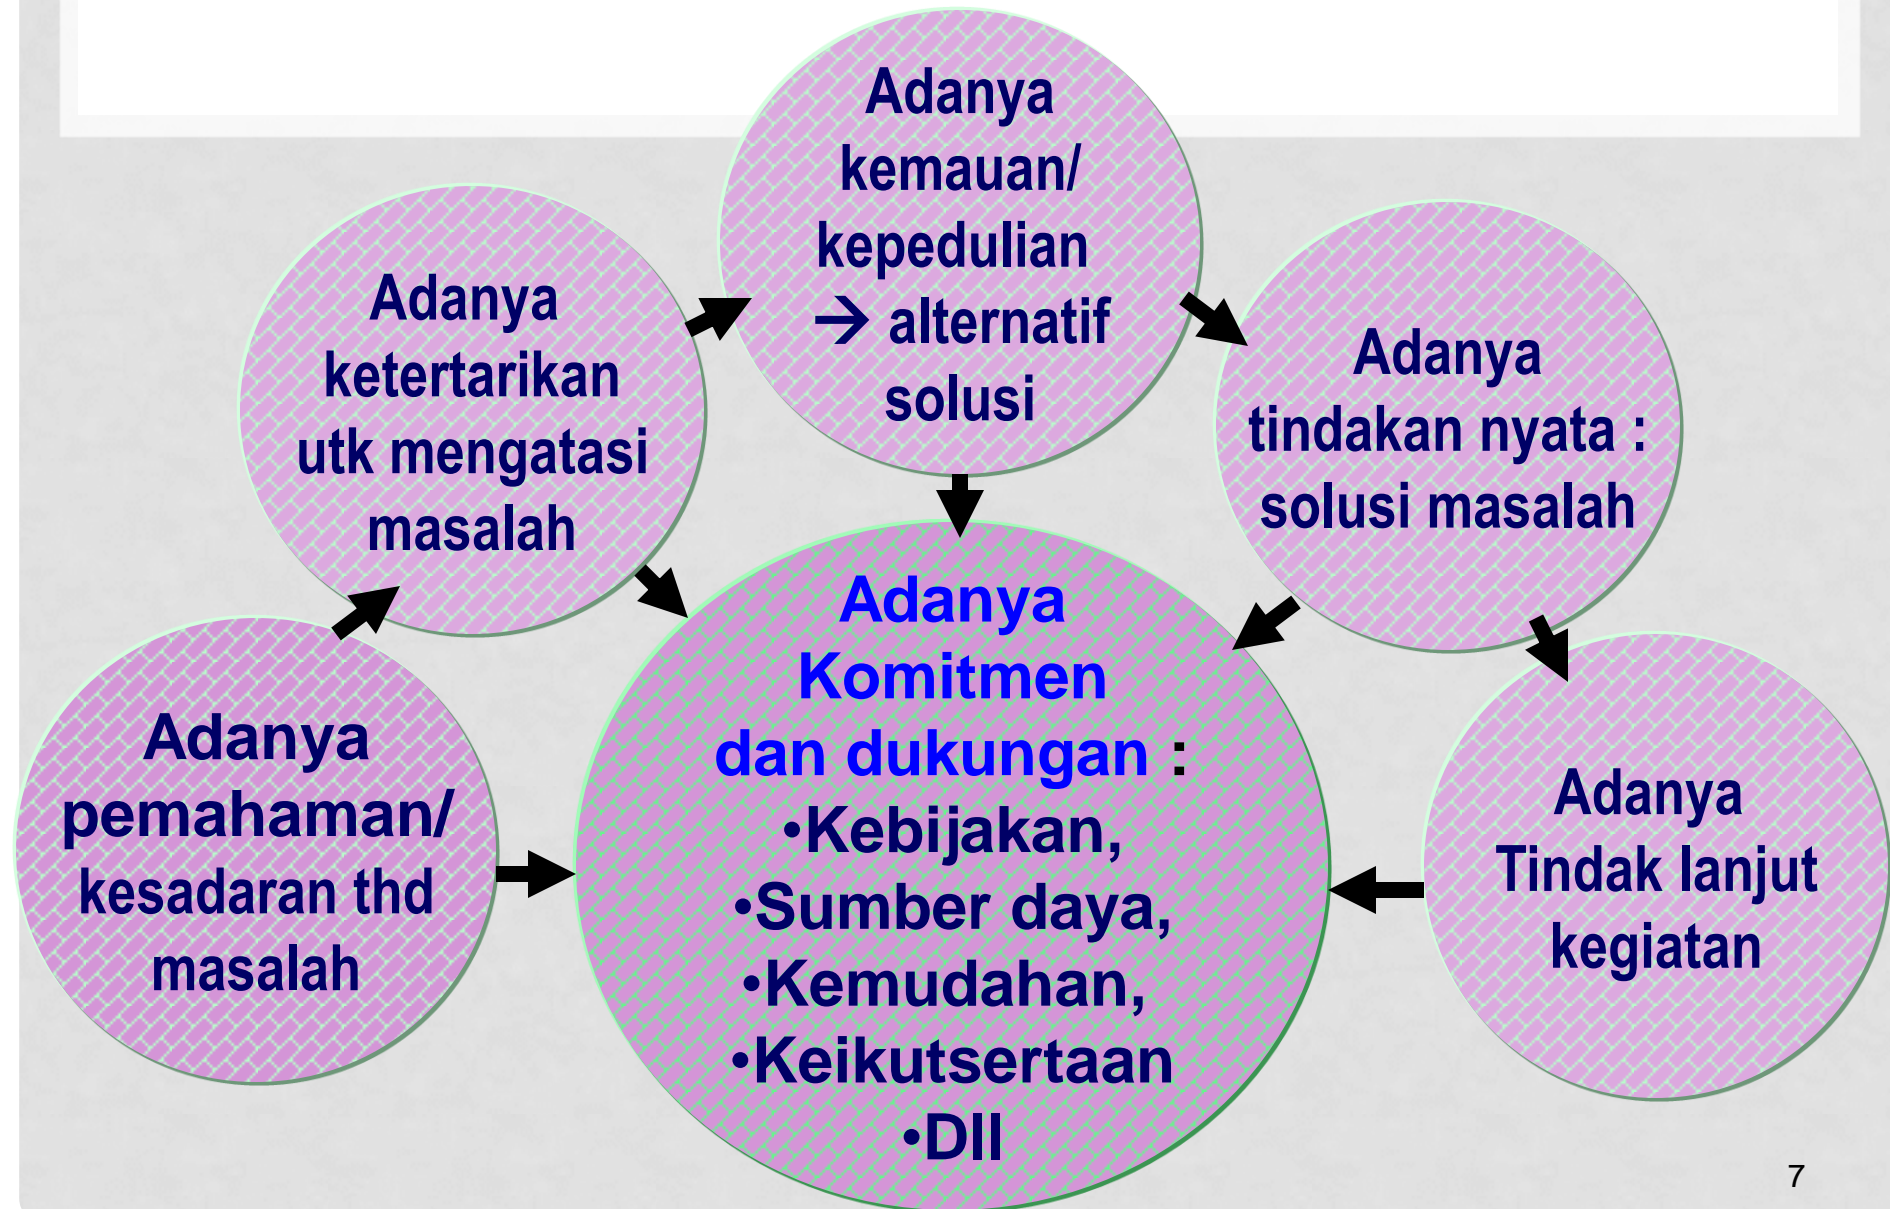 Adanya
pemahaman/
kesadaran thd
masalah
Adanya
ketertarikan
utk mengatasi
masalah
Adanya
kemauan/
kepedulian
→ alternatif
solusi
Adanya
tindakan nyata :
solusi masalah
Adanya
Tindak lanjut
kegiatan
Adanya
Komitmen
dan dukungan :
•Kebijakan,
•Sumber daya,
•Kemudahan,
•Keikutsertaan
•Dll
7